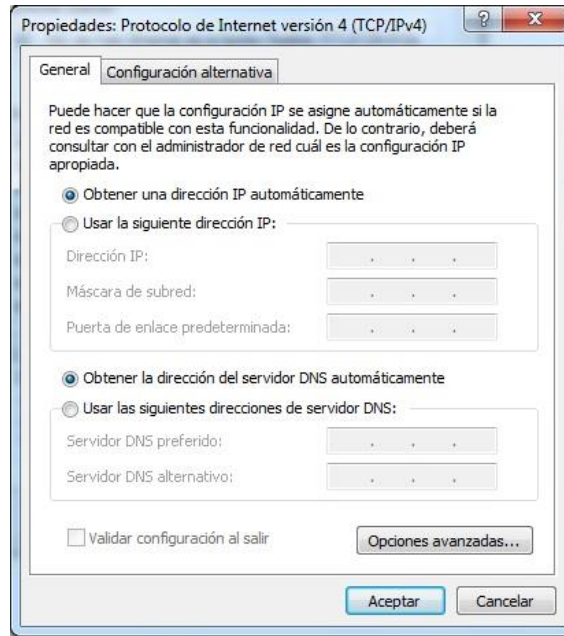 Propiedades: Protocolo de Internet versión 4 (TCP/IPv4)
General
Configuración alternativa
Puede hacer que la configuración IP se asigne automáticamente si la
red es compatible con esta funcionalidad. De lo contrario, deberá
consultar con el administrador de red cuál es la configuración IP
apropiada.
Obtener una dirección IP automáticamente
Usar la siguiente dirección IP:
Dirección IP:
Máscara de subred:
Puerta de enlace predeterminada:
Obtener la dirección del servidor DNS automáticamente
Usar las siguientes direcciones de servidor DNS:
Servidor DNS preferido:
Servidor DNS alternativo:
Validar configuración al salir
Opciones avanzadas...
Aceptar
Cancelar